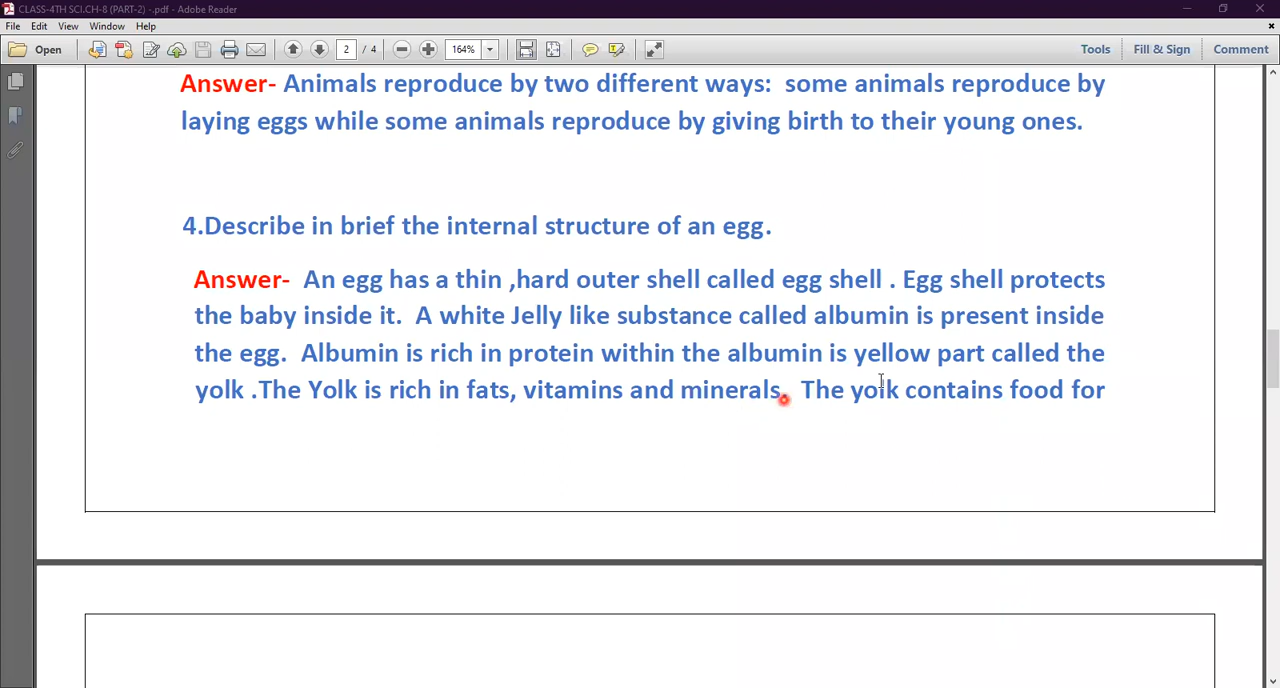 CLASS-4TH SCI.CH-8 (PART-2) -.pdf - Adobe Reader
File Edit View Window Help
Open 2 / 4 164% Tools Fill & Sign Comment
Answer- Animals reproduce by two different ways: some animals reproduce by
laying eggs while some animals reproduce by giving birth to their young ones.
4.Describe in brief the internal structure of an egg.
Answer- An egg has a thin ,hard outer shell called egg shell . Egg shell protects
the baby inside it. A white Jelly like substance called albumin is present inside
the egg. Albumin is rich in protein within the albumin is yellow part called the
yolk .The Yolk is rich in fats, vitamins and minerals. The yolk contains food for